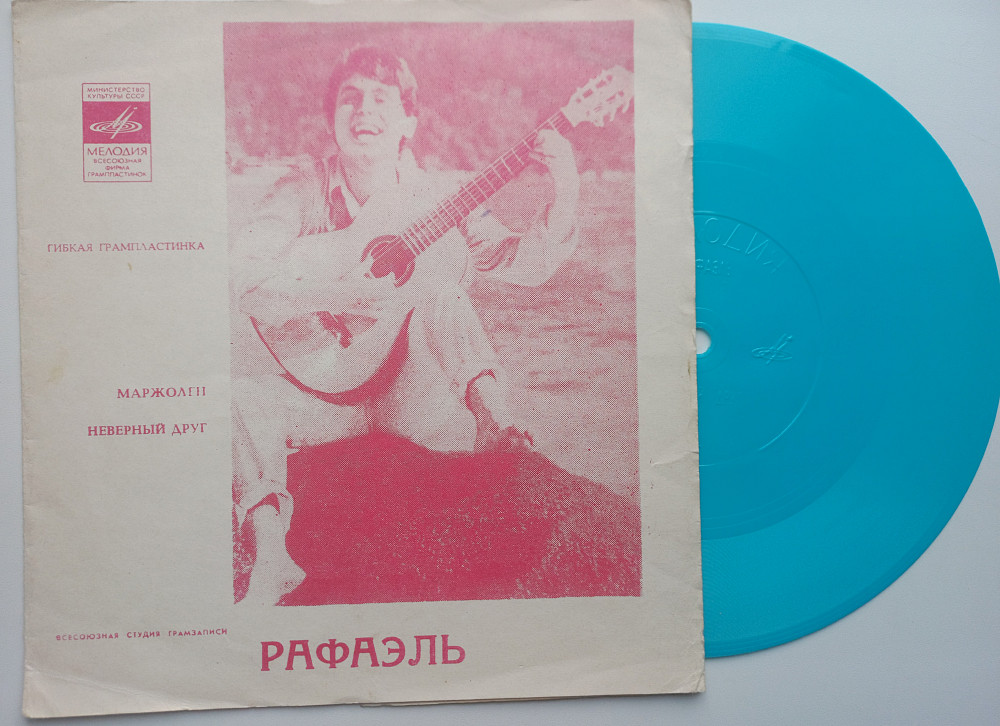 МИНИСТЕРСТВО
КУЛЬТУРЫ СССР
МЕЛОДИЯ
ВСЕСОЮЗНАЯ
ФИРМА
ГРАМПЛАСТИНОК
ГИБКАЯ ГРАМПЛАСТИНКА
МАРЖОЛЕН
НЕВЕРНЫЙ ДРУГ
ВСЕСОЮЗНАЯ СТУДИЯ ГРАМЗАПИСИ
РАФАЭЛЬ